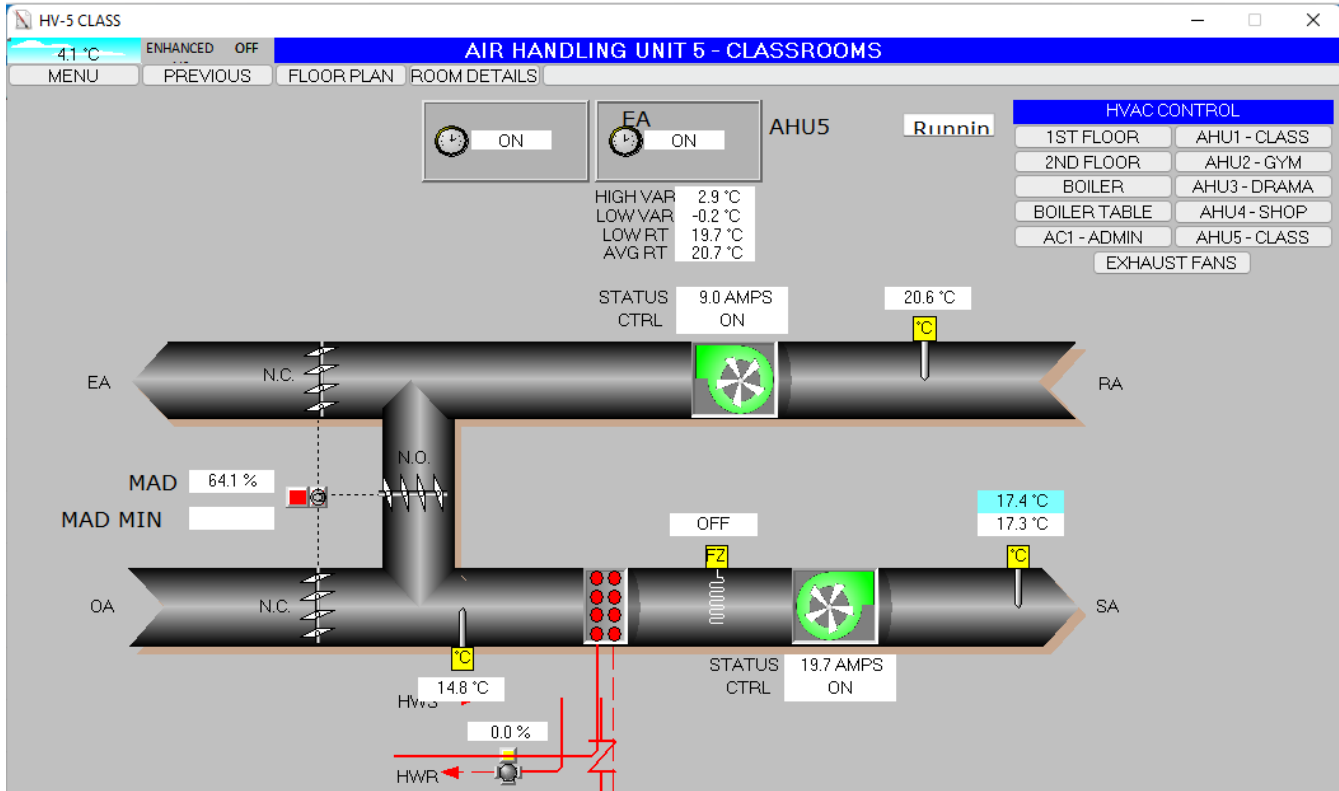 HV-5 CLASS
4.1 °C ENHANCED OFF AIR HANDLING UNIT 5 - CLASSROOMS
MENU PREVIOUS FLOOR PLAN ROOM DETAILS
HVAC CONTROL
EA AHU5 Runnin
ON ON
1ST FLOOR AHU1 - CLASS
2ND FLOOR AHU2 - GYM
BOILER AHU3 - DRAMA
BOILER TABLE AHU4 - SHOP
AC1 - ADMIN AHU5 - CLASS
EXHAUST FANS
HIGH VAR 2.9 °C
LOW VAR -0.2 °C
LOW RT 19.7 °C
AVG RT 20.7 °C
STATUS 9.0 AMPS 20.6 °C
CTRL ON
°C
N.C.
EA RA
N.O.
MAD 64.1 %
MAD MIN
17.4 °C
OFF 17.3 °C
FZ °C
OA N.C. SA
°C
STATUS 19.7 AMPS
14.8 °C CTRL ON
HWS
0.0 %
HWR